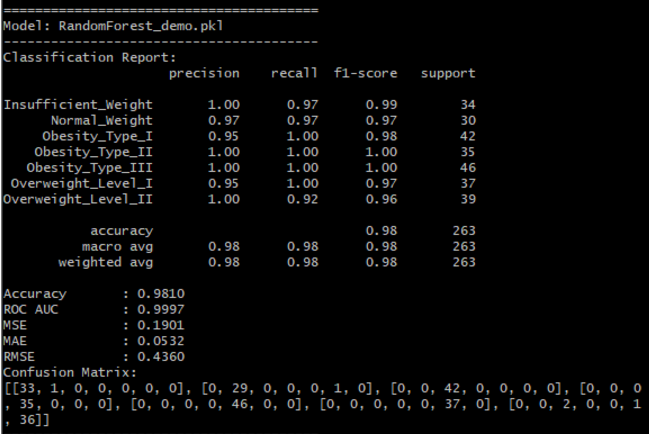 ========================================
Model: RandomForest_demo.pkl
----------------------------------------
Classification Report:
                      precision    recall  f1-score   support

Insufficient_Weight       1.00      0.97      0.99        34
      Normal_Weight       0.97      0.97      0.97        30
     Obesity_Type_I       0.95      1.00      0.98        42
    Obesity_Type_II       1.00      1.00      1.00        35
   Obesity_Type_III       1.00      1.00      1.00        46
 Overweight_Level_I       0.95      1.00      0.97        37
Overweight_Level_II       1.00      0.92      0.96        39

           accuracy                           0.98       263
          macro avg       0.98      0.98      0.98       263
       weighted avg       0.98      0.98      0.98       263

Accuracy       : 0.9810
ROC AUC        : 0.9997
MSE            : 0.1901
MAE            : 0.0532
RMSE           : 0.4360
Confusion Matrix:
[[33, 1, 0, 0, 0, 0, 0], [0, 29, 0, 0, 0, 1, 0], [0, 0, 42, 0, 0, 0, 0], [0, 0, 0
, 35, 0, 0, 0], [0, 0, 0, 0, 46, 0, 0], [0, 0, 0, 0, 0, 37, 0], [0, 0, 2, 0, 0, 1
, 36]]